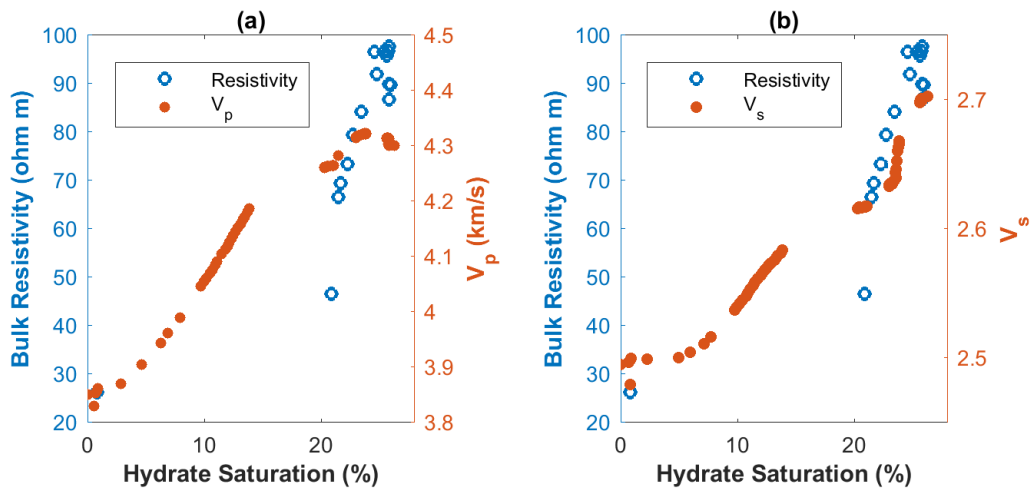 (a)
Bulk Resistivity (ohm m)
100
90
80
70
60
50
40
30
20
Resistivity
V_p
4.5
4.4
4.3
4.2
4.1
4
3.9
3.8
V_p (km/s)
0
10
20
Hydrate Saturation (%)
(b)
Bulk Resistivity (ohm m)
100
90
80
70
60
50
40
30
20
Resistivity
V_s
2.7
2.6
2.5
V_s
0
10
20
Hydrate Saturation (%)